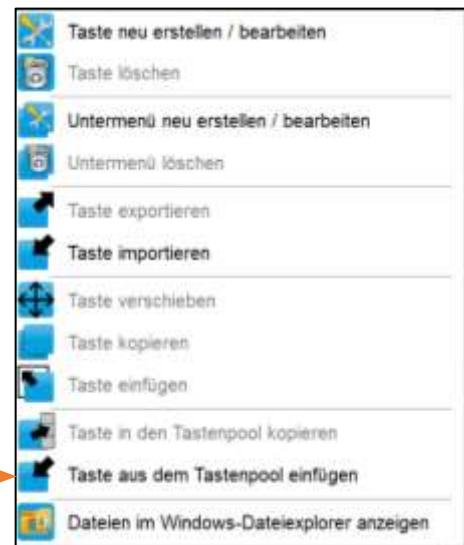 Taste neu erstellen / bearbeiten
Taste löschen
Untermenü neu erstellen / bearbeiten
Untermenü löschen
Taste exportieren
Taste importieren
Taste verschieben
Taste kopieren
Taste einfügen
Taste in den Tastenpool kopieren
Taste aus dem Tastenpool einfügen
Dateien im Windows-Dateiexplorer anzeigen